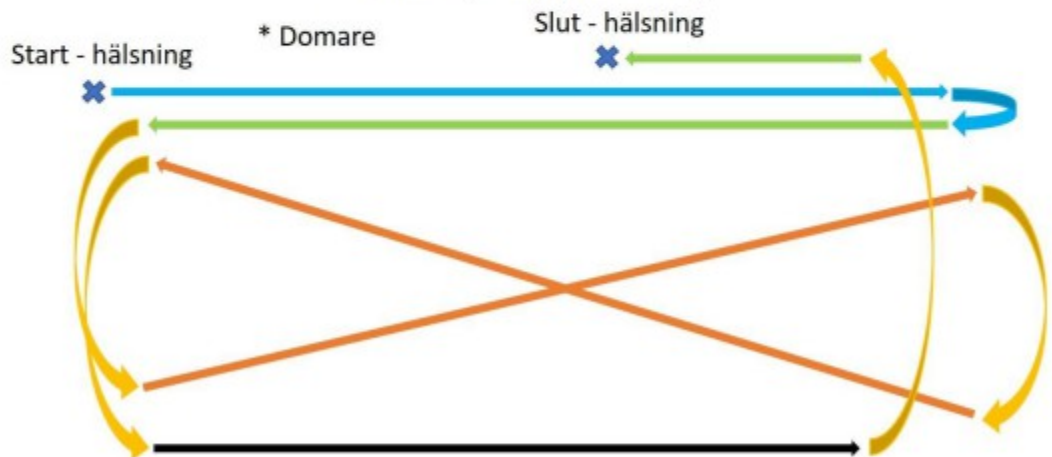 Start - hälsning
* Domare
Slut - hälsning